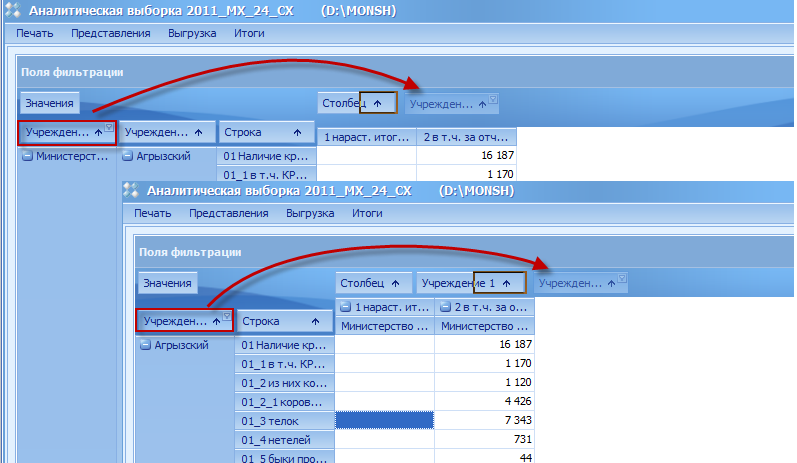 Аналитическая выборка 2011_МХ_24_СХ (D:\MONSH)
Печать Представления Выгрузка Итоги
Поля фильтрации
Значения Столбец Учрежден...
Учрежден... Учрежден... Строка 1 нараст. итог... 2 в т.ч. за отч...
Министерст... Агрызский 01 Наличие кр... 16 187
01_1 в т.ч. КР... 1 170
Аналитическая выборка 2011_МХ_24_СХ (D:\MONSH)
Печать Представления Выгрузка Итоги
Поля фильтрации
Значения Столбец Учреждение 1 Учрежден...
Учрежден... Строка 1 нараст. ит... 2 в т.ч. за о...
Министерство ... Министерство ...
Агрызский 01 Наличие кр... 16 187
01_1 в т.ч. КР... 1 170
01_2 из них ко... 1 120
01_2_1 коров... 4 426
01_3 телок 7 343
01_4 нетелей 731
01_5 быки про... 44